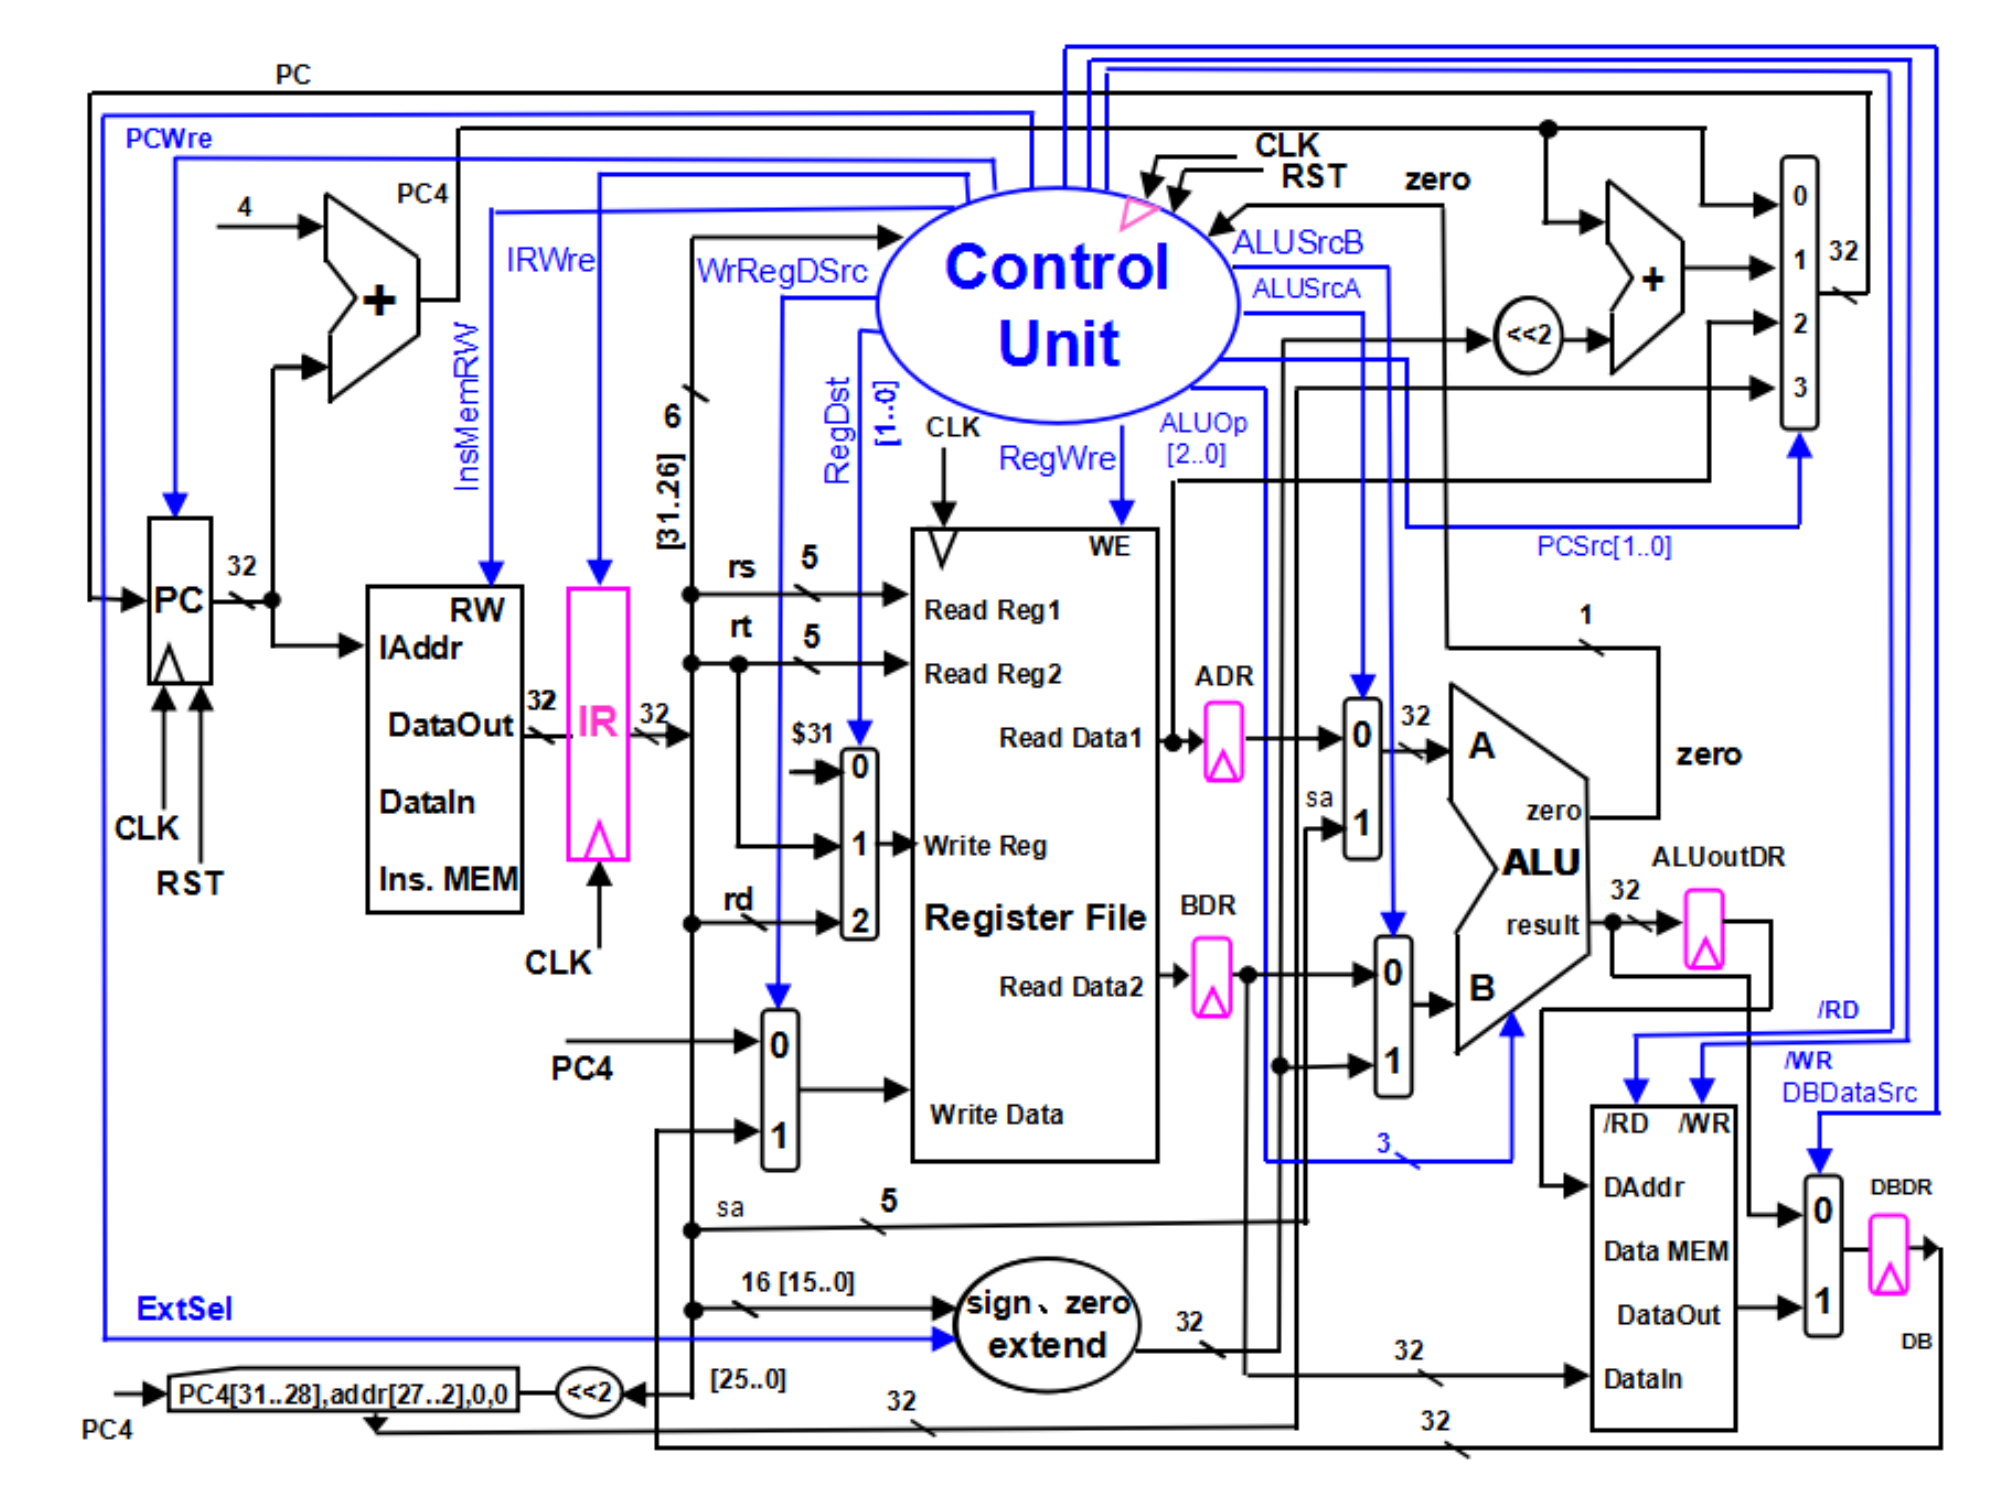 PC
PCWre
CLK
RST
zero
4
PC4
0
IRWre
WrRegDSrc
Control
Unit
ALUSrcB
ALUSrcA
1
32
+
+
<<2
2
3
InsMemRW
6
[31..26]
RegDst
[1..0]
CLK
RegWre
ALUOp
[2..0]
PCSrc[1..0]
32
PC
RW
IAddr
DataOut
DataIn
Ins. MEM
32
IR
32
CLK
RST
CLK
rs
5
rt
5
$31
0
1
2
rd
WE
Read Reg1
Read Reg2
Read Data1
Write Reg
Register File
Read Data2
Write Data
ADR
BDR
0
sa
1
32
0
1
A
zero
ALU
result
B
1
zero
ALUoutDR
32
PC4
0
1
3
/RD
/WR
DBDataSrc
/RD
/WR
DAddr
Data MEM
DataOut
DataIn
0
1
DBDR
DB
sa
5
16 [15..0]
sign、zero
extend
32
ExtSel
[25..0]
PC4[31..28],addr[27..2],0,0
<<2
PC4
32
32
32